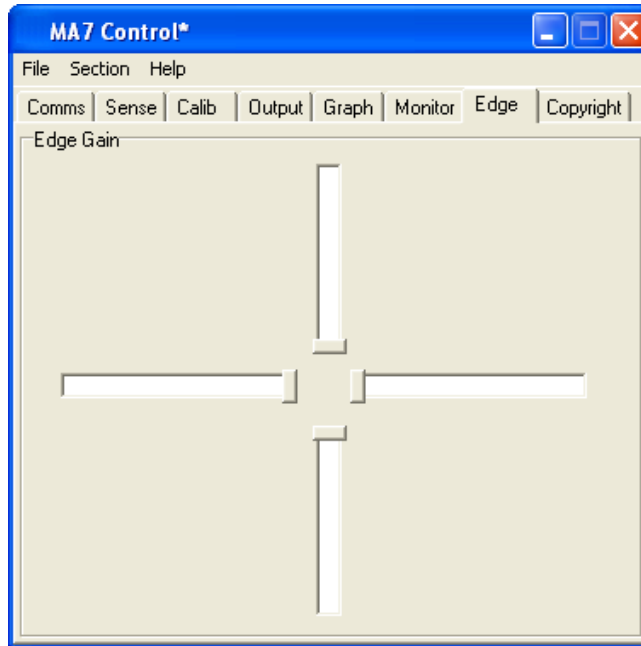 MA7 Control*
File Section Help
Comms Sense Calib Output Graph Monitor Edge Copyright
Edge Gain